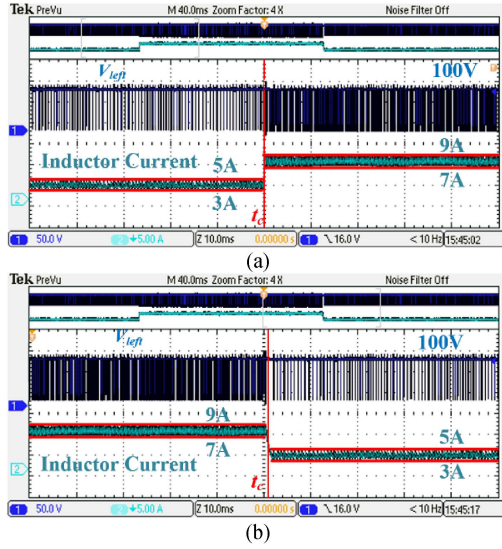 Tek PreVu M 40.0ms Zoom Factor: 4 X Noise Filter Off
Vleft 100V
1
Inductor Current 5A 9A
3A 7A
2
tc
1 50.0 V 2 5.00 A Z 10.0ms 0.00000 s 1 16.0 V < 10 Hz 15:45:02
(a)
Tek PreVu M 40.0ms Zoom Factor: 4 X Noise Filter Off
Vleft 100V
1
9A 5A
7A
2
Inductor Current 3A
tc
1 50.0 V 2 5.00 A Z 10.0ms 0.00000 s 1 16.0 V < 10 Hz 15:45:17
(b)